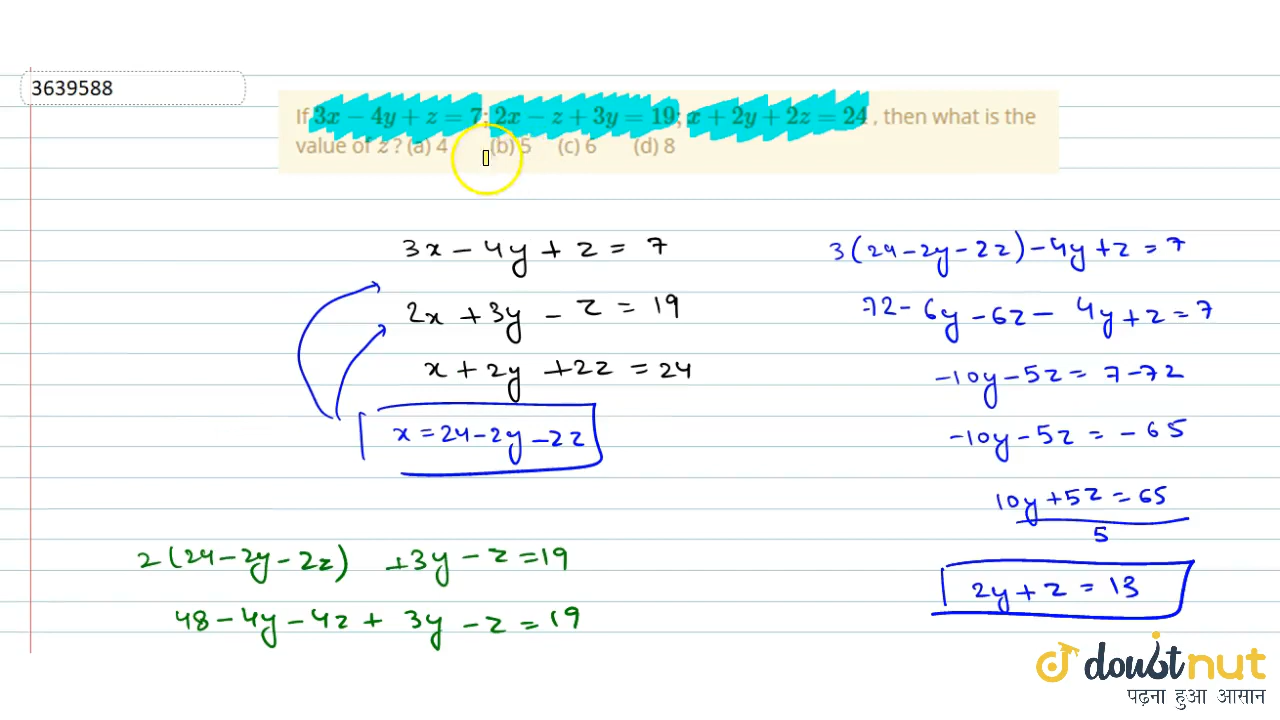 3639588
If 3x − 4y + z = 7; 2x − z + 3y = 19; x + 2y + 2z = 24 , then what is the
value of z ? (a) 4 (b) 5 (c) 6 (d) 8
3x − 4y + z = 7
2x + 3y − z = 19
x + 2y + 2z = 24
x = 24 − 2y − 2z
2(24 − 2y − 2z) + 3y − z = 19
48 − 4y − 4z + 3y − z = 19
3(24 − 2y − 2z) − 4y + z = 7
72 − 6y − 6z − 4y + z = 7
−10y − 5z = 7 − 72
−10y − 5z = −65
10y + 5z = 65
5
2y + z = 13
doubtnut
पढ़ना हुआ आसान